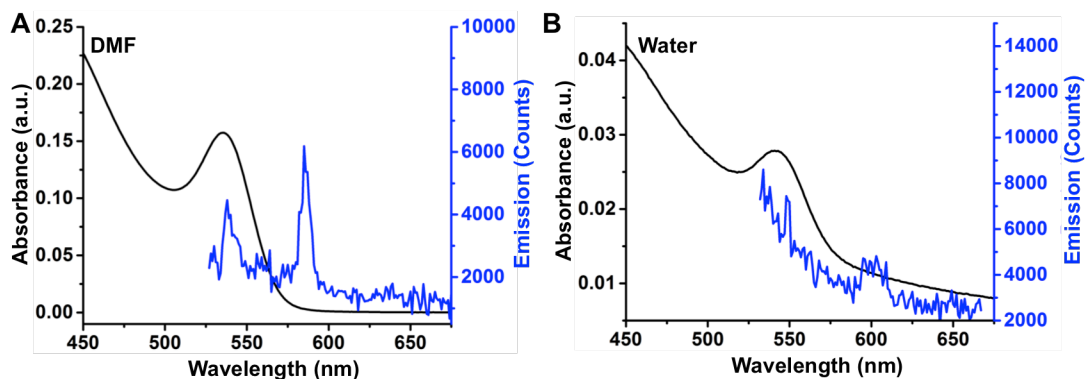 A
DMF
Absorbance (a.u.)
0.25
0.20
0.15
0.10
0.05
0.00
10000
8000
6000
4000
2000
Emission (Counts)
450 500 550 600 650
Wavelength (nm)
B
Water
Absorbance (a.u.)
0.04
0.03
0.02
0.01
14000
12000
10000
8000
6000
4000
2000
Emission (Counts)
450 500 550 600 650
Wavelength (nm)